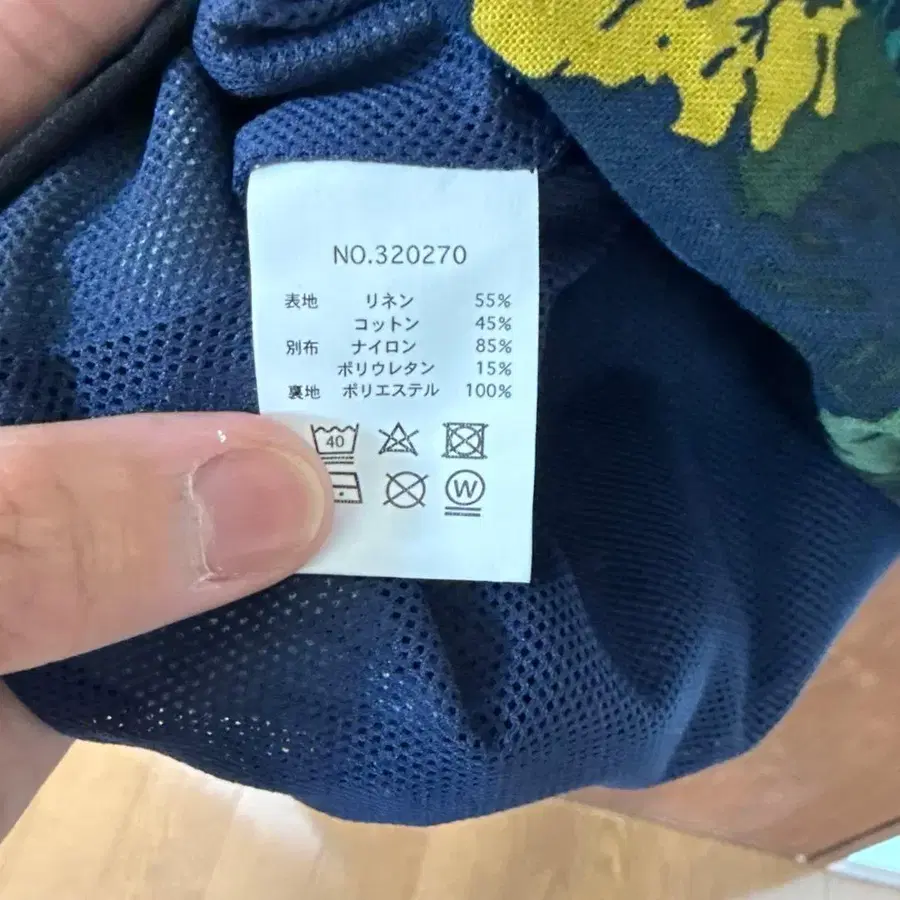 NO.320270
表地 リネン 55%
コットン 45%
別布 ナイロン 85%
ポリウレタン 15%
裏地 ポリエステル 100%
40
W